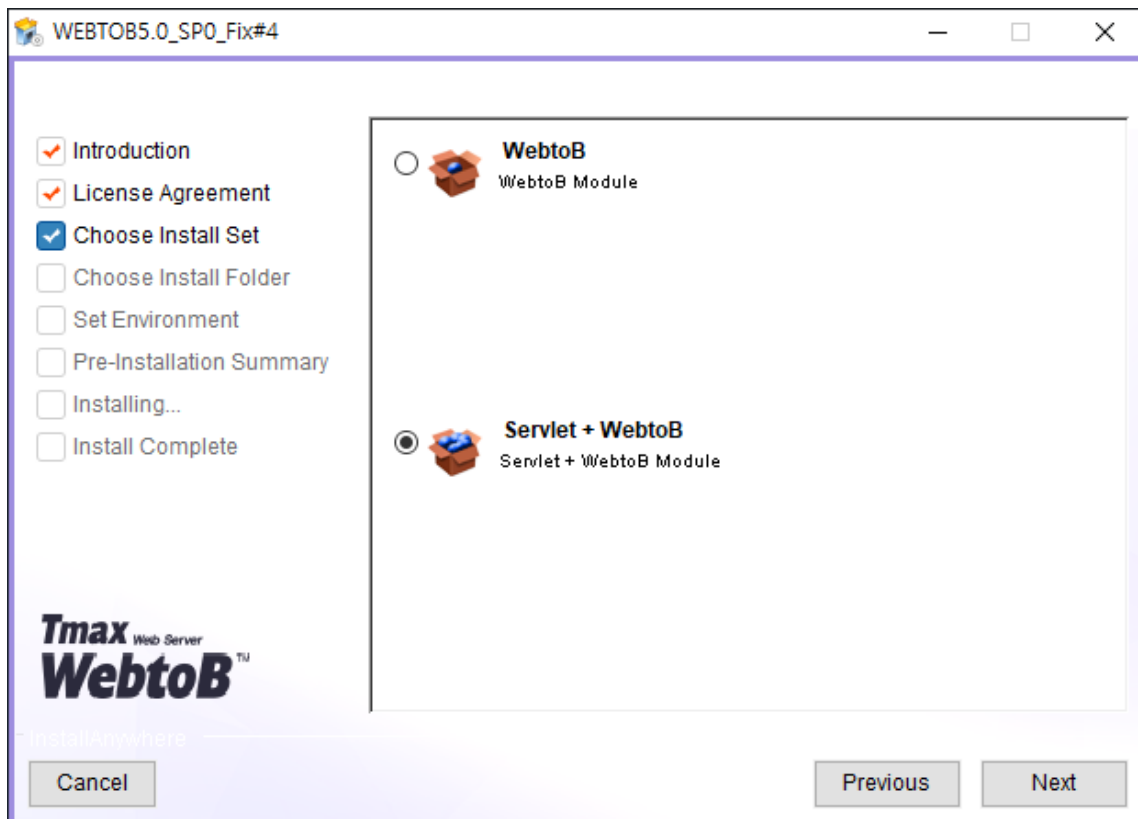 WEBTOB5.0_SP0_Fix#4
Introduction
License Agreement
Choose Install Set
Choose Install Folder
Set Environment
Pre-Installation Summary
Installing...
Install Complete
WebtoB
WebtoB Module
Servlet + WebtoB
Servlet + WebtoB Module
Tmax Web Server
WebtoB™
InstallAnywhere
Cancel
Previous
Next